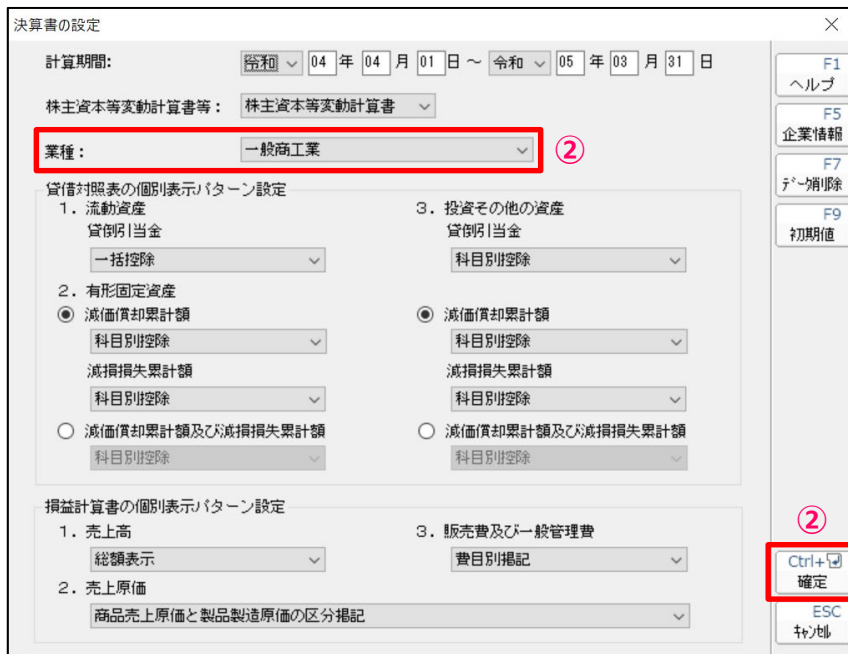 決算書の設定
計算期間: 令和 04 年 04 月 01 日 ～ 令和 05 年 03 月 31 日
株主資本等変動計算書等： 株主資本等変動計算書
業種： 一般商工業 ②
貸借対照表の個別表示パターン設定
１．流動資産
貸倒引当金
一括控除
２．有形固定資産
減価償却累計額
科目別控除
減損損失累計額
科目別控除
減価償却累計額及び減損損失累計額
科目別控除
３．投資その他の資産
貸倒引当金
科目別控除
減価償却累計額
科目別控除
減損損失累計額
科目別控除
減価償却累計額及び減損損失累計額
科目別控除
損益計算書の個別表示パターン設定
１．売上高
総額表示
２．売上原価
商品売上原価と製品製造原価の区分掲記
３．販売費及び一般管理費
費目別掲記
F1
ヘルプ
F5
企業情報
F7
ﾃﾞｰﾀ削除
F9
初期値
②
Ctrl+
確定
ESC
ｷｬﾝｾﾙ